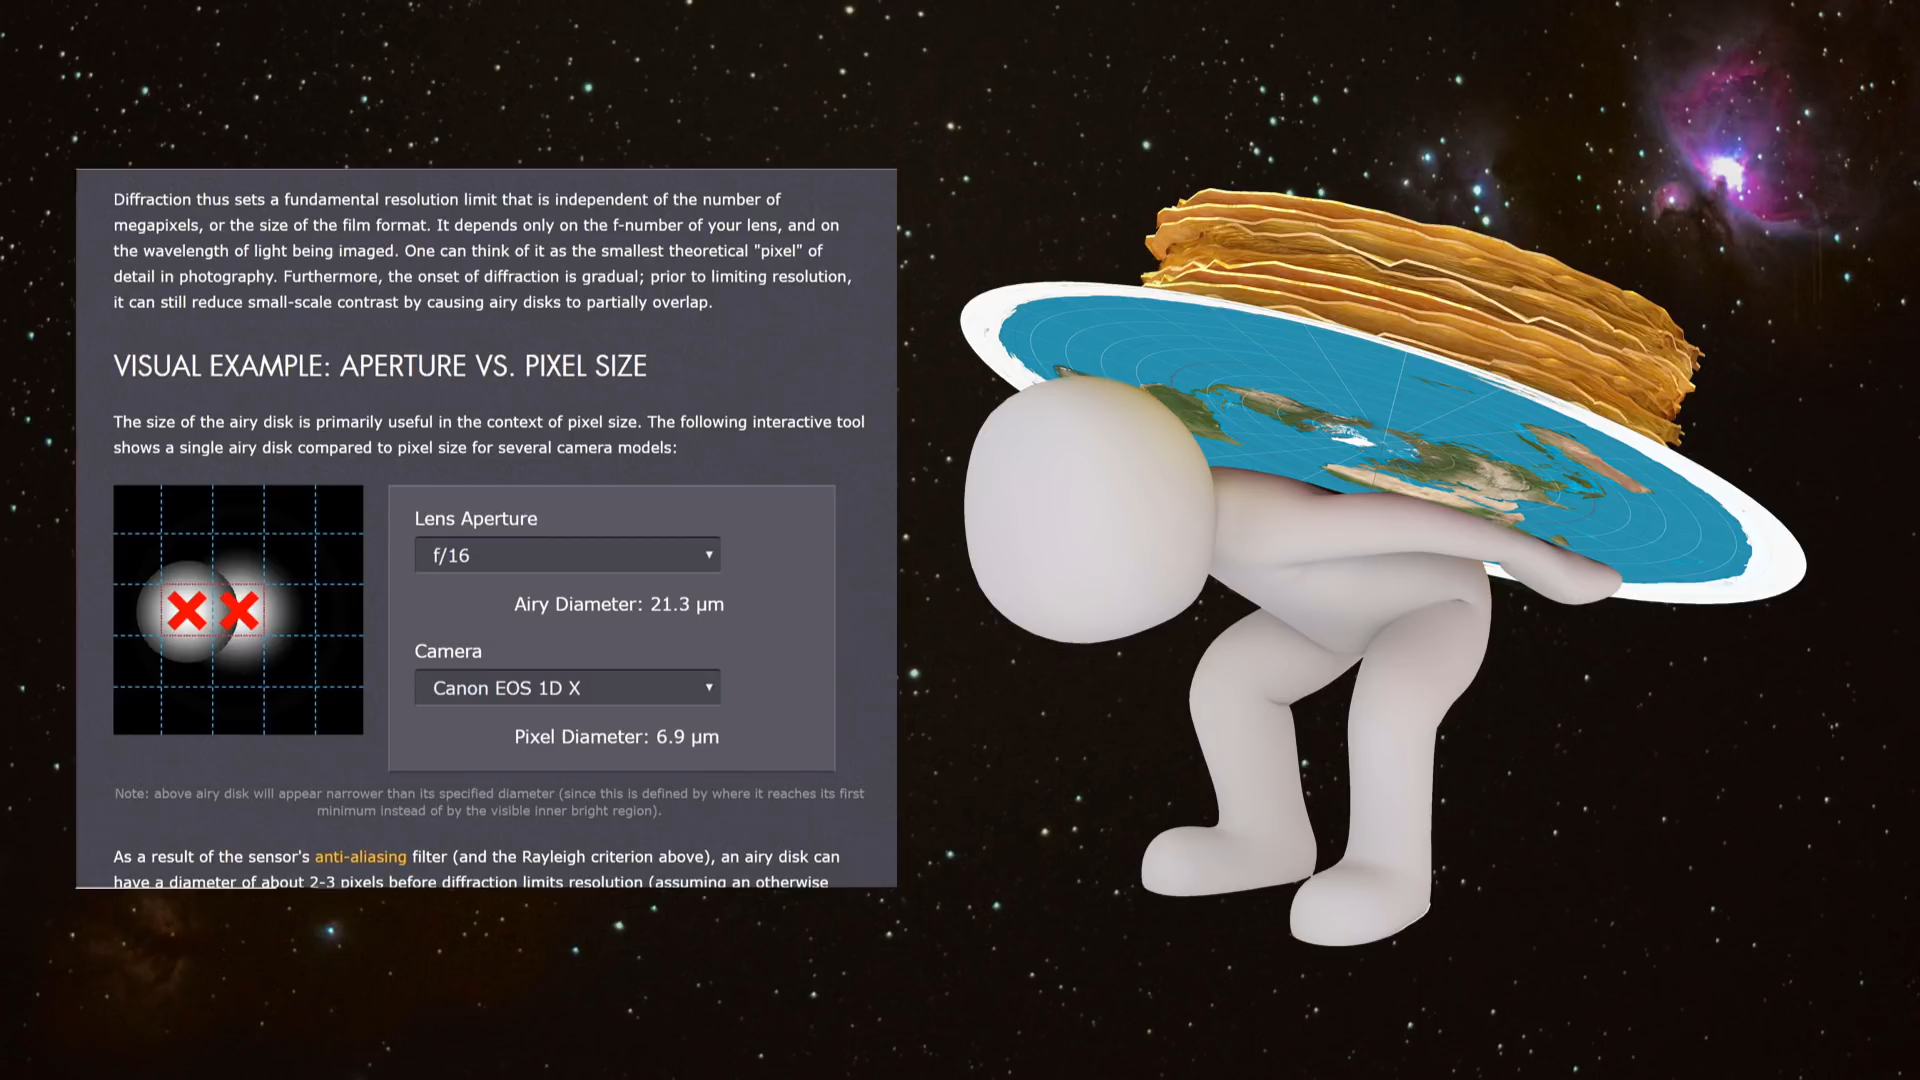 Diffraction thus sets a fundamental resolution limit that is independent of the number of
megapixels, or the size of the film format. It depends only on the f-number of your lens, and on
the wavelength of light being imaged. One can think of it as the smallest theoretical "pixel" of
detail in photography. Furthermore, the onset of diffraction is gradual; prior to limiting resolution,
it can still reduce small-scale contrast by causing airy disks to partially overlap.
VISUAL EXAMPLE: APERTURE VS. PIXEL SIZE
The size of the airy disk is primarily useful in the context of pixel size. The following interactive tool
shows a single airy disk compared to pixel size for several camera models:
Lens Aperture
f/16
Airy Diameter: 21.3 µm
Camera
Canon EOS 1D X
Pixel Diameter: 6.9 µm
Note: above airy disk will appear narrower than its specified diameter (since this is defined by where it reaches its first
minimum instead of by the visible inner bright region).
As a result of the sensor's anti-aliasing filter (and the Rayleigh criterion above), an airy disk can
have a diameter of about 2-3 pixels before diffraction limits resolution (assuming an otherwise